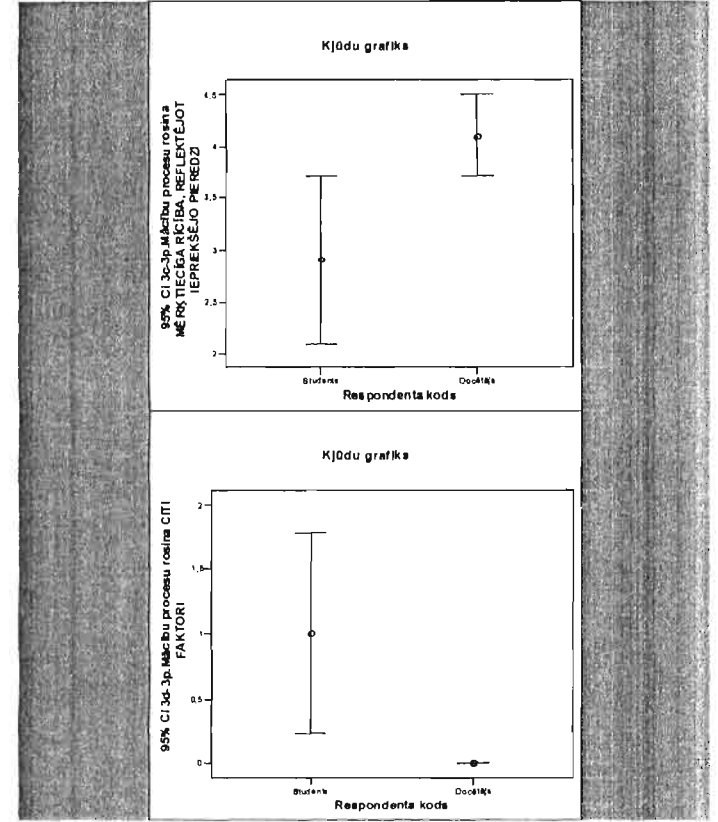 Kļūdu grafiks
95% CI 3c-3p.Mācību procesu rosina
MĒRĶTIECĪGA RĪCĪBA, REFLEKTĒJOT
IEPRIEKŠĒJO PIEREDZI
4,5
4
3,5
3
2,5
2
Students
Docētājs
Respondenta kods
Kļūdu grafiks
95% CI 3d-3p.Mācību procesu rosina CITI
FAKTORI
2
1,5
1
0,5
0
Students
Docētājs
Respondenta kods